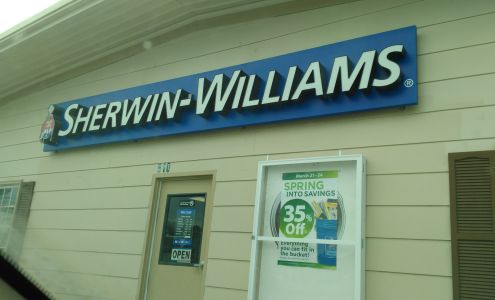 SHERWIN-WILLIAMS®
510
OPEN
March 21-24
SPRING
INTO SAVINGS
35%
Off
Everything
you can fit in
the bucket!